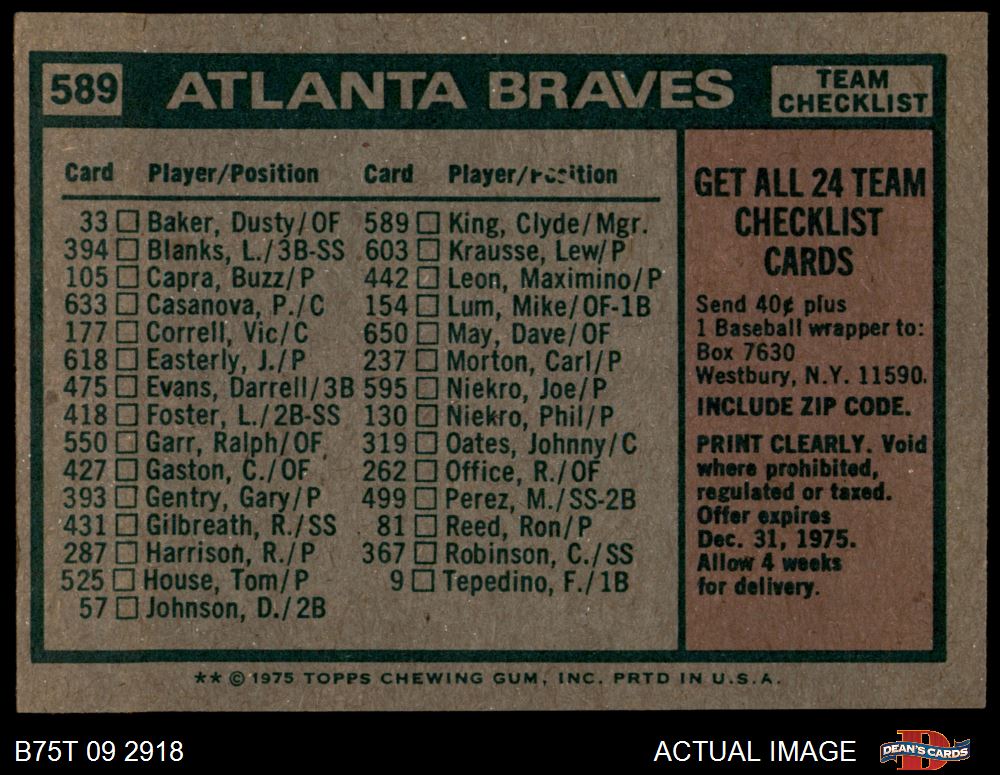 589 ATLANTA BRAVES TEAM CHECKLIST
Card Player/Position
33 Baker, Dusty/OF
394 Blanks, L./3B-SS
105 Capra, Buzz/P
633 Casanova, P./C
177 Correll, Vic/C
618 Easterly, J./P
475 Evans, Darrell/3B
418 Foster, L./2B-SS
550 Garr, Ralph/OF
427 Gaston, C./OF
393 Gentry, Gary/P
431 Gilbreath, R./SS
287 Harrison, R./P
525 House, Tom/P
57 Johnson, D./2B
Card Player/Position
589 King, Clyde/Mgr.
603 Krausse, Lew/P
442 Leon, Maximino/P
154 Lum, Mike/OF-1B
650 May, Dave/OF
237 Morton, Carl/P
595 Niekro, Joe/P
130 Niekro, Phil/P
319 Oates, Johnny/C
262 Office, R./OF
499 Perez, M./SS-2B
81 Reed, Ron/P
367 Robinson, C./SS
9 Tepedino, F./1B
GET ALL 24 TEAM
CHECKLIST
CARDS
Send 40¢ plus
1 Baseball wrapper to:
Box 7630
Westbury, N.Y. 11590.
INCLUDE ZIP CODE.
PRINT CLEARLY. Void
where prohibited,
regulated or taxed.
Offer expires
Dec. 31, 1975.
Allow 4 weeks
for delivery.
** © 1975 TOPPS CHEWING GUM, INC. PRTD IN U.S.A.
B75T 09 2918 ACTUAL IMAGE
D
DEAN'S CARDS